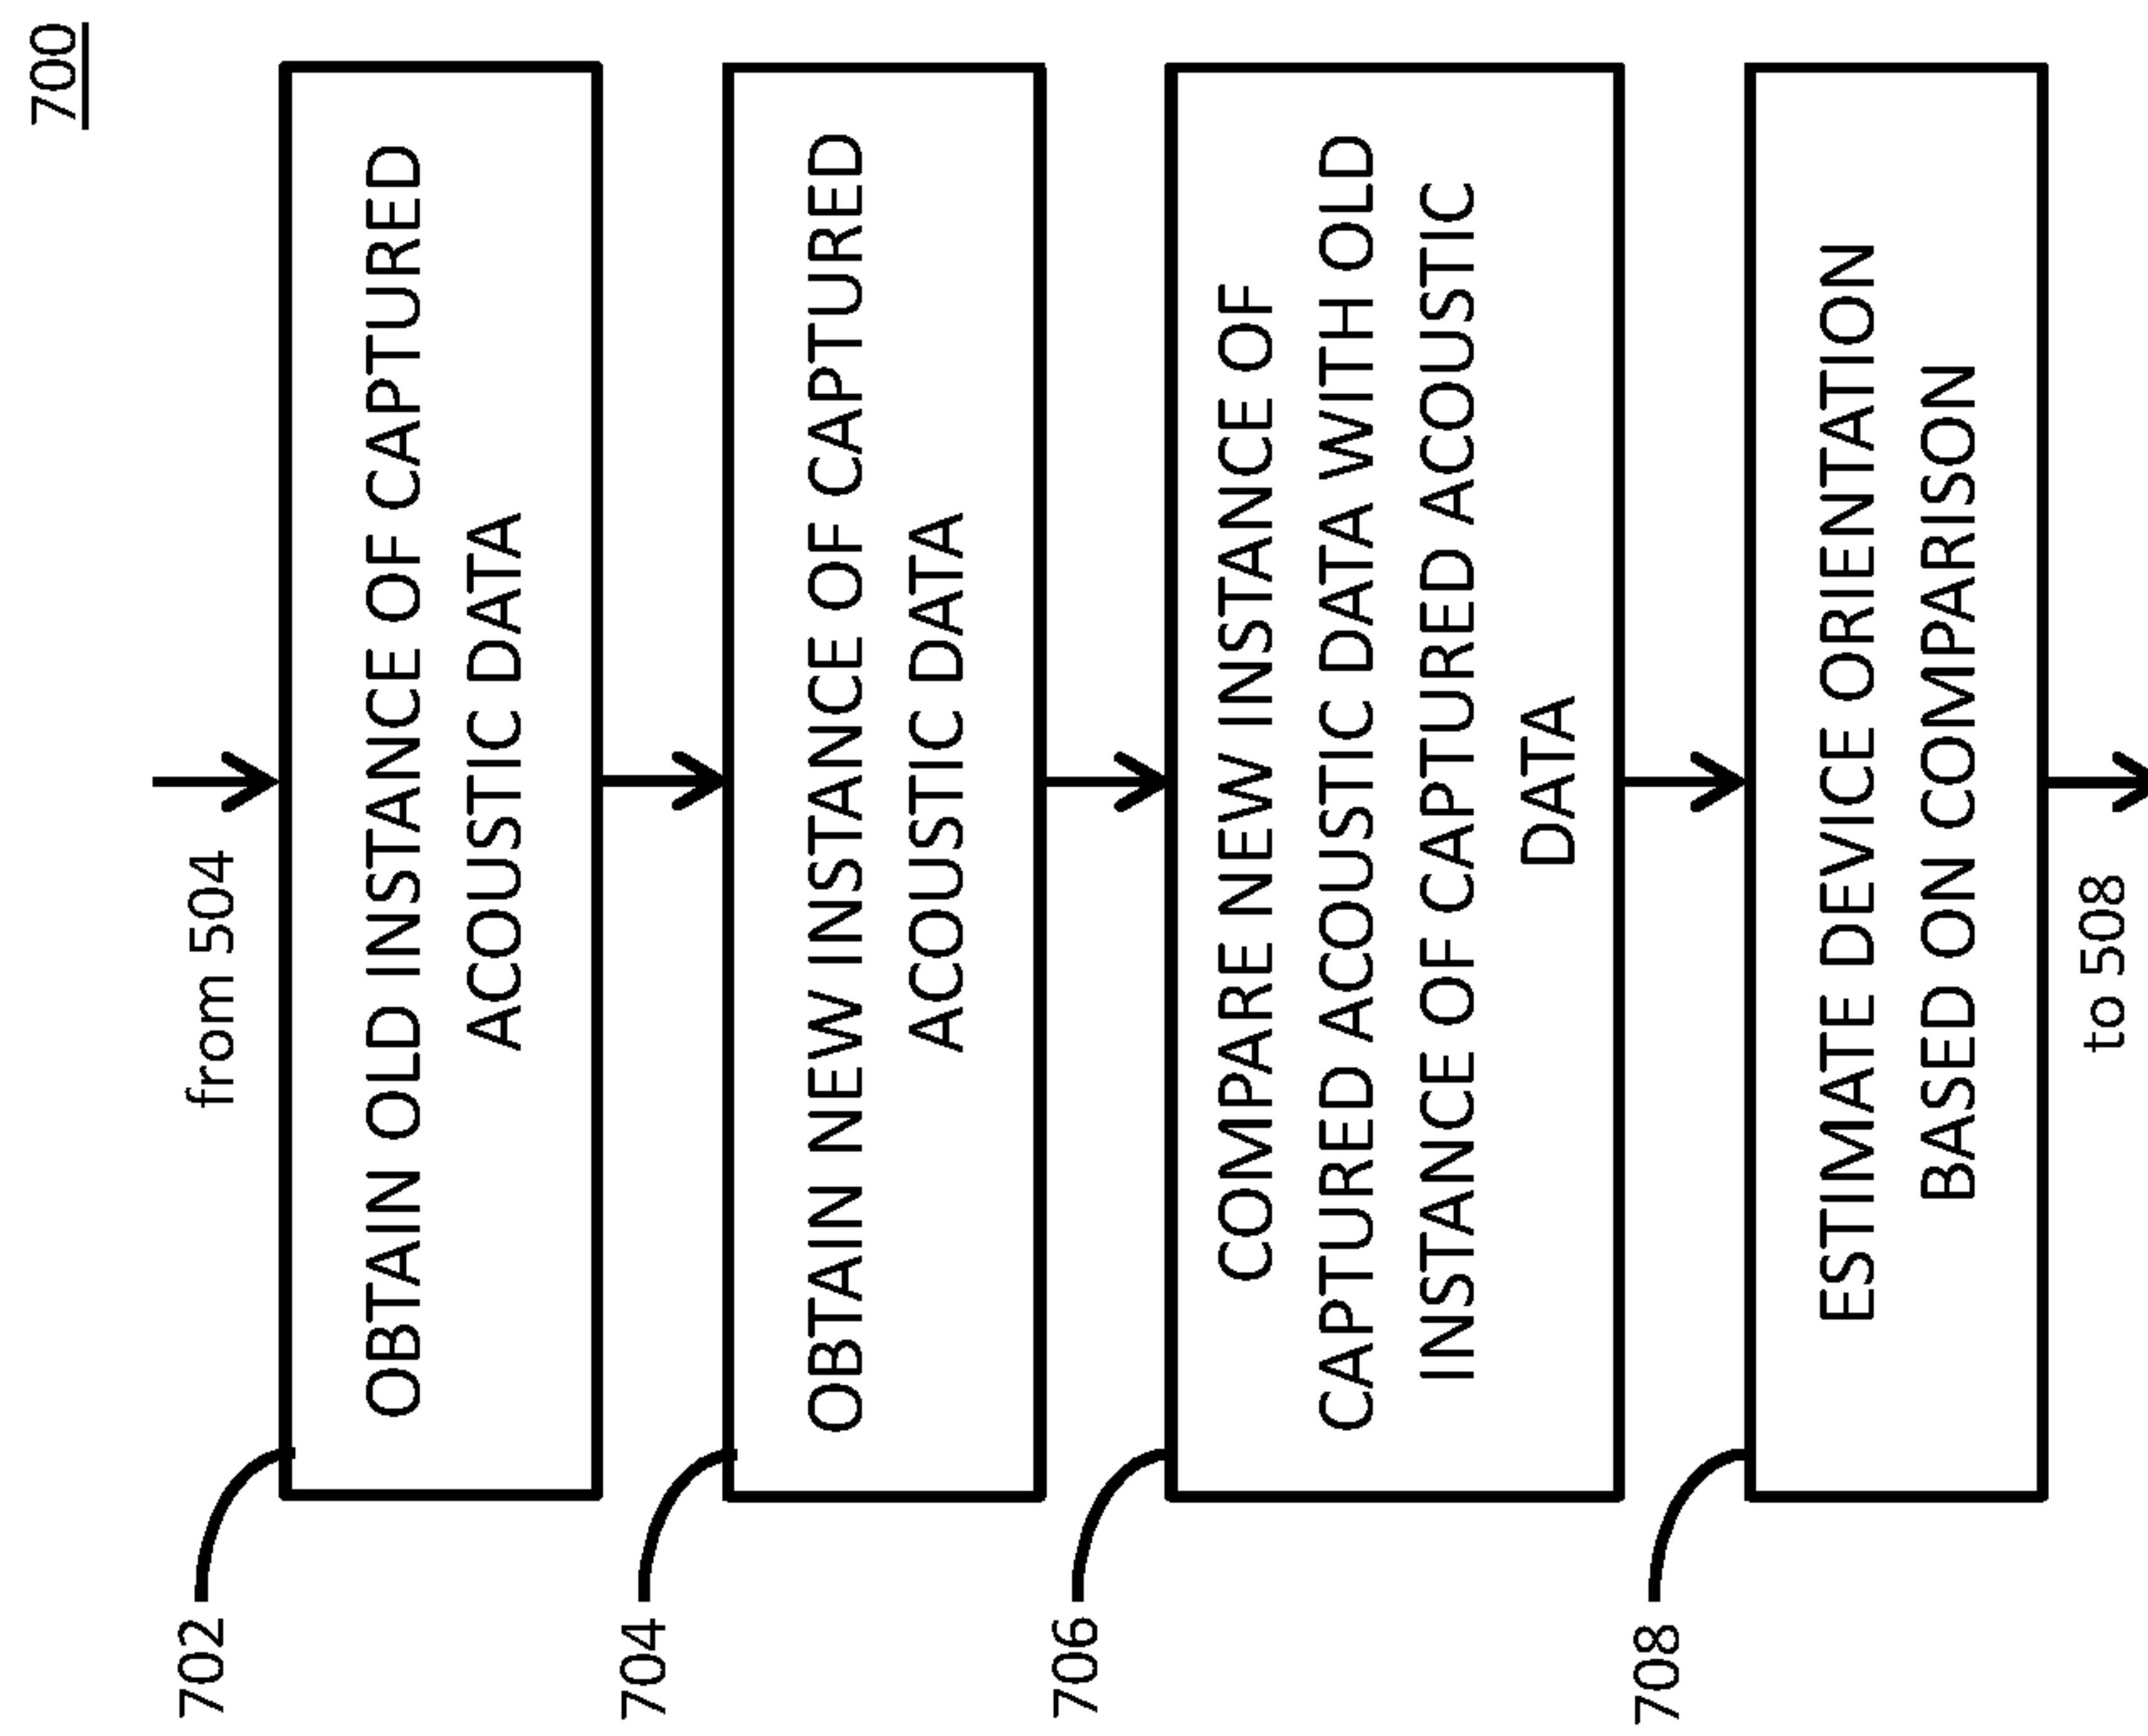 700
from 504
702
OBTAIN OLD INSTANCE OF CAPTURED
ACOUSTIC DATA
704
OBTAIN NEW INSTANCE OF CAPTURED
ACOUSTIC DATA
706
COMPARE NEW INSTANCE OF
CAPTURED ACOUSTIC DATA WITH OLD
INSTANCE OF CAPTURED ACOUSTIC
DATA
708
ESTIMATE DEVICE ORIENTATION
BASED ON COMPARISON
to 508